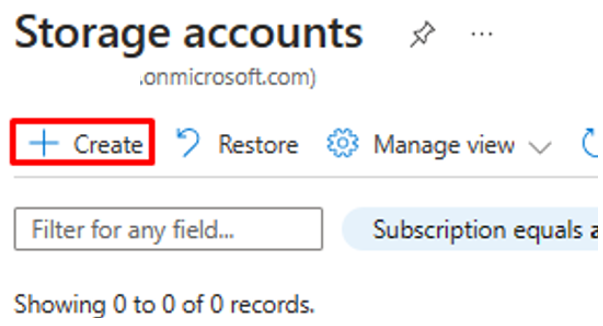 Storage accounts ...
.onmicrosoft.com)
+ Create Restore Manage view
Filter for any field...
Subscription equals
Showing 0 to 0 of 0 records.